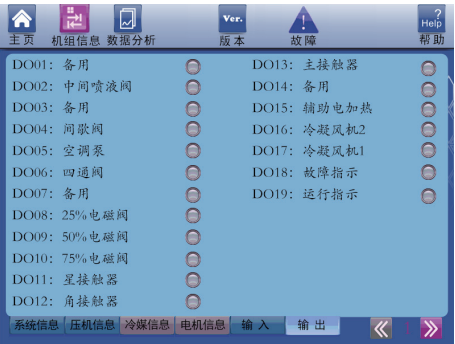 Ver.
?
Help
主页 机组信息 数据分析 版本 故障 帮助
DO01: 备用
DO02: 中间喷液阀
DO03: 备用
DO04: 间歇阀
DO05: 空调泵
DO06: 四通阀
DO07: 备用
DO08: 25%电磁阀
DO09: 50%电磁阀
DO10: 75%电磁阀
DO11: 星接触器
DO12: 角接触器
DO13: 主接触器
DO14: 备用
DO15: 辅助电加热
DO16: 冷凝风机2
DO17: 冷凝风机1
DO18: 故障指示
DO19: 运行指示
系统信息 压机信息 冷媒信息 电机信息 输入 输出